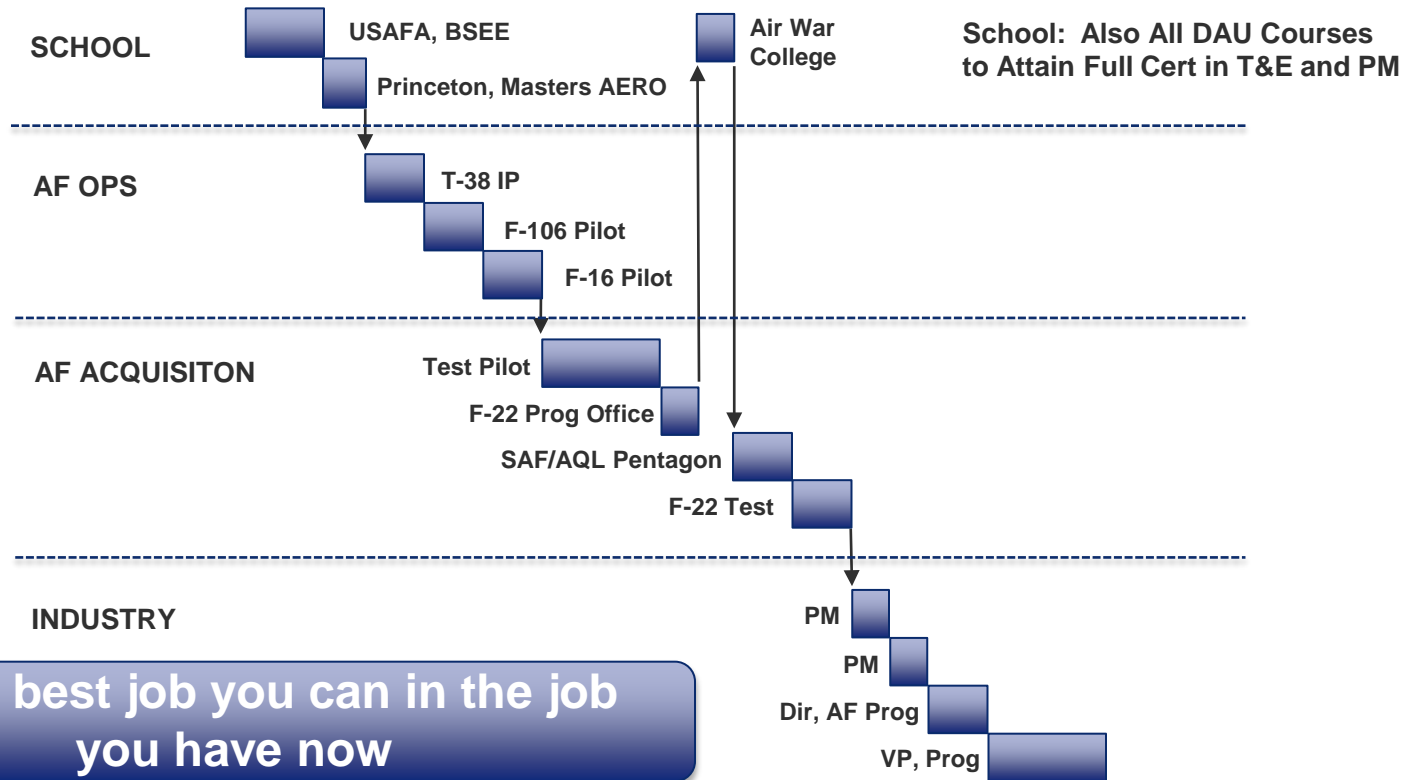 SCHOOL
USAFA, BSEE
Princeton, Masters AERO
Air War
College
School: Also All DAU Courses
to Attain Full Cert in T&E and PM
AF OPS
T-38 IP
F-106 Pilot
F-16 Pilot
AF ACQUISITON
Test Pilot
F-22 Prog Office
SAF/AQL Pentagon
F-22 Test
INDUSTRY
PM
PM
Dir, AF Prog
VP, Prog
best job you can in the job
you have now